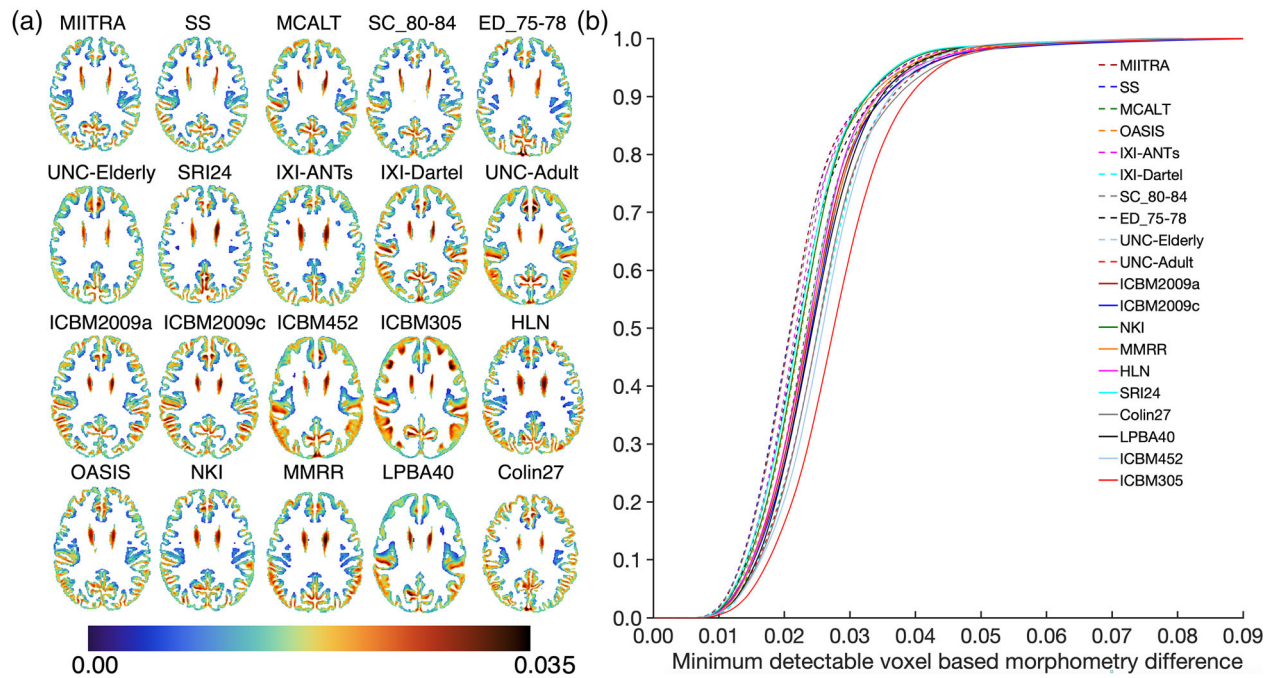 (a)
MIITRA SS MCALT SC_80-84 ED_75-78
UNC-Elderly SRI24 IXI-ANTs IXI-Dartel UNC-Adult
ICBM2009a ICBM2009c ICBM452 ICBM305 HLN
OASIS NKI MMRR LPBA40 Colin27
0.00 0.035
(b)
1.0
0.9
0.8
0.7
0.6
0.5
0.4
0.3
0.2
0.1
0.0
MIITRA
SS
MCALT
OASIS
IXI-ANTs
IXI-Dartel
SC_80-84
ED_75-78
UNC-Elderly
UNC-Adult
ICBM2009a
ICBM2009c
NKI
MMRR
HLN
SRI24
Colin27
LPBA40
ICBM452
ICBM305
0.00 0.01 0.02 0.03 0.04 0.05 0.06 0.07 0.08 0.09
Minimum detectable voxel based morphometry difference